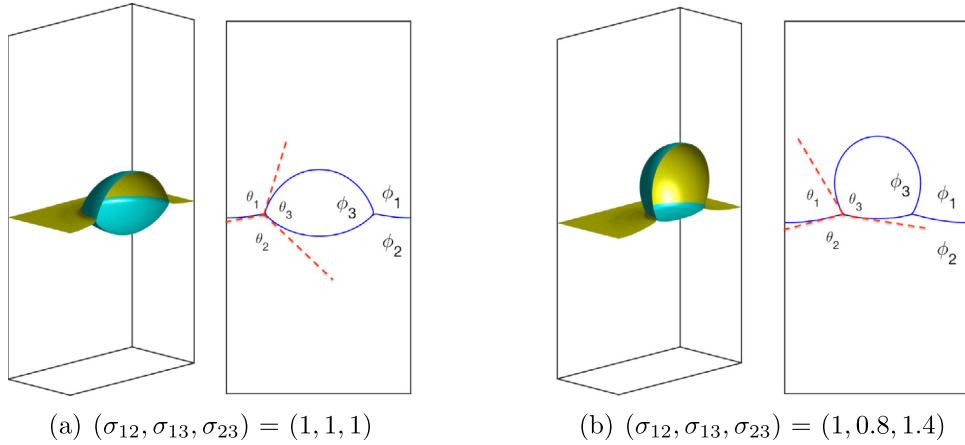 θ₁
θ₃
θ₂
ϕ₃
ϕ₁
ϕ₂
θ₁
θ₃
θ₂
ϕ₃
ϕ₁
ϕ₂
(a) (σ₁₂, σ₁₃, σ₂₃) = (1, 1, 1)
(b) (σ₁₂, σ₁₃, σ₂₃) = (1, 0.8, 1.4)